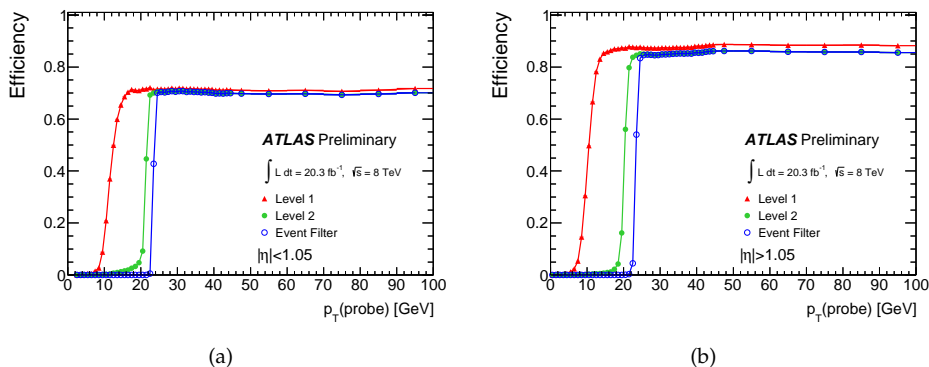 Efficiency
1
0.8
0.6
0.4
0.2
0
ATLAS Preliminary
∫ L dt = 20.3 fb⁻¹, √s = 8 TeV
Level 1
Level 2
Event Filter
|η|<1.05
0 10 20 30 40 50 60 70 80 90 100
p_T(probe) [GeV]
(a)
Efficiency
1
0.8
0.6
0.4
0.2
0
ATLAS Preliminary
∫ L dt = 20.3 fb⁻¹, √s = 8 TeV
Level 1
Level 2
Event Filter
|η|>1.05
0 10 20 30 40 50 60 70 80 90 100
p_T(probe) [GeV]
(b)